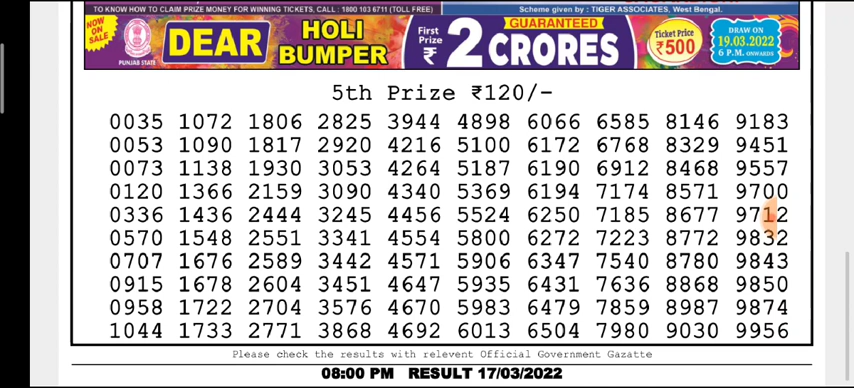 TO KNOW HOW TO CLAIM PRIZE MONEY FOR WINNING TICKETS, CALL: 1800 103 6711 (TOLL FREE)
Scheme given by : TIGER ASSOCIATES, West Bengal.
NOW ON SALE
PUNJAB STATE
DEAR
HOLI
BUMPER
First Prize ₹
GUARANTEED
2 CRORES
Ticket Price
₹500
DRAW ON
19.03.2022
6 P.M. ONWARDS
5th Prize ₹120/-
0035 1072 1806 2825 3944 4898 6066 6585 8146 9183
0053 1090 1817 2920 4216 5100 6172 6768 8329 9451
0073 1138 1930 3053 4264 5187 6190 6912 8468 9557
0120 1366 2159 3090 4340 5369 6194 7174 8571 9700
0336 1436 2444 3245 4456 5524 6250 7185 8677 9712
0570 1548 2551 3341 4554 5800 6272 7223 8772 9832
0707 1676 2589 3442 4571 5906 6347 7540 8780 9843
0915 1678 2604 3451 4647 5935 6431 7636 8868 9850
0958 1722 2704 3576 4670 5983 6479 7859 8987 9874
1044 1733 2771 3868 4692 6013 6504 7980 9030 9956
Please check the results with relevent Official Government Gazatte
08:00 PM RESULT 17/03/2022